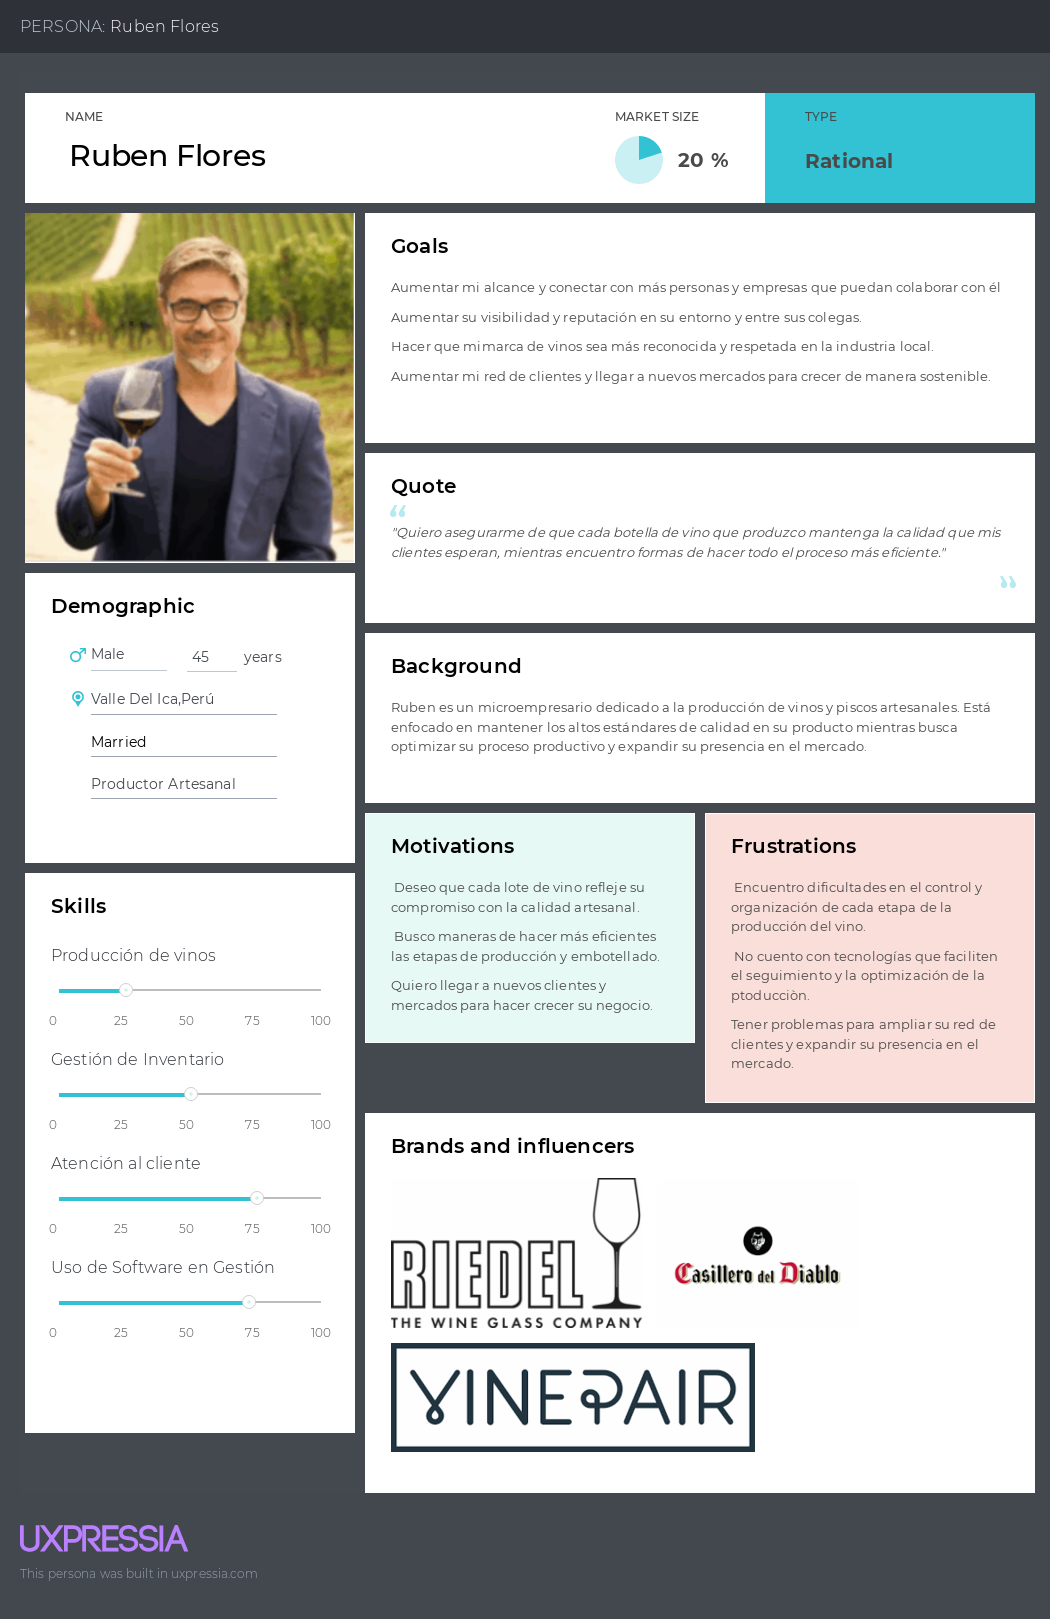 PERSONA: Ruben Flores
NAME
Ruben Flores
MARKET SIZE
20 %
TYPE
Rational
Goals
Aumentar mi alcance y conectar con más personas y empresas que puedan colaborar con él
Aumentar su visibilidad y reputación en su entorno y entre sus colegas.
Hacer que mimarca de vinos sea más reconocida y respetada en la industria local.
Aumentar mi red de clientes y llegar a nuevos mercados para crecer de manera sostenible.
Quote
"Quiero asegurarme de que cada botella de vino que produzco mantenga la calidad que mis
clientes esperan, mientras encuentro formas de hacer todo el proceso más eficiente."
Demographic
Male
45 years
Valle Del Ica,Perú
Married
Productor Artesanal
Background
Ruben es un microempresario dedicado a la producción de vinos y piscos artesanales. Está
enfocado en mantener los altos estándares de calidad en su producto mientras busca
optimizar su proceso productivo y expandir su presencia en el mercado.
Skills
Producción de vinos
0 25 50 75 100
Gestión de Inventario
0 25 50 75 100
Atención al cliente
0 25 50 75 100
Uso de Software en Gestión
0 25 50 75 100
Motivations
Deseo que cada lote de vino refleje su
compromiso con la calidad artesanal.
Busco maneras de hacer más eficientes
las etapas de producción y embotellado.
Quiero llegar a nuevos clientes y
mercados para hacer crecer su negocio.
Frustrations
Encuentro dificultades en el control y
organización de cada etapa de la
producción del vino.
No cuento con tecnologías que faciliten
el seguimiento y la optimización de la
ptoducciòn.
Tener problemas para ampliar su red de
clientes y expandir su presencia en el
mercado.
Brands and influencers
RIEDEL
THE WINE GLASS COMPANY
Casillero del Diablo
VINEPAIR
UXPRESSIA
This persona was built in uxpressia.com